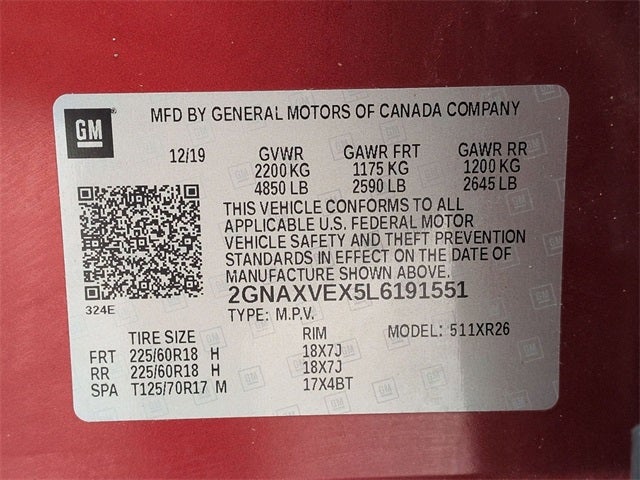 GM
MFD BY GENERAL MOTORS OF CANADA COMPANY
12/19 GVWR GAWR FRT GAWR RR
2200 KG 1175 KG 1200 KG
4850 LB 2590 LB 2645 LB
THIS VEHICLE CONFORMS TO ALL
APPLICABLE U.S. FEDERAL MOTOR
VEHICLE SAFETY AND THEFT PREVENTION
STANDARDS IN EFFECT ON THE DATE OF
MANUFACTURE SHOWN ABOVE.
2GNAXVEX5L6191551
324E
TYPE: M.P.V. MODEL: 511XR26
TIRE SIZE RIM
FRT 225/60R18 H 18X7J
RR 225/60R18 H 18X7J
SPA T125/70R17 M 17X4BT